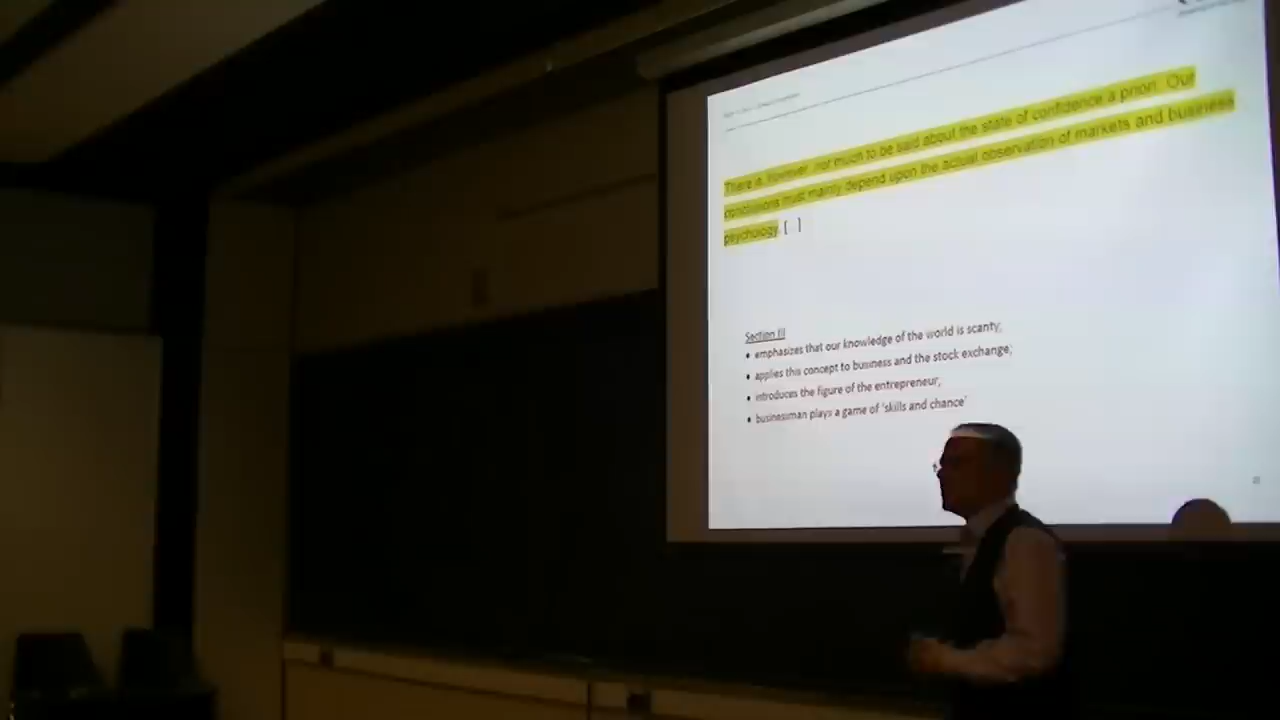 There is, however, not much to be said about the state of confidence a priori. Our
conclusions must mainly depend upon the actual observation of markets and business
psychology. [ ]
Section III
• emphasizes that our knowledge of the world is scanty;
• applies this concept to business and the stock exchange;
• introduces the figure of the entrepreneur;
• businessman plays a game of ‘skills and chance’